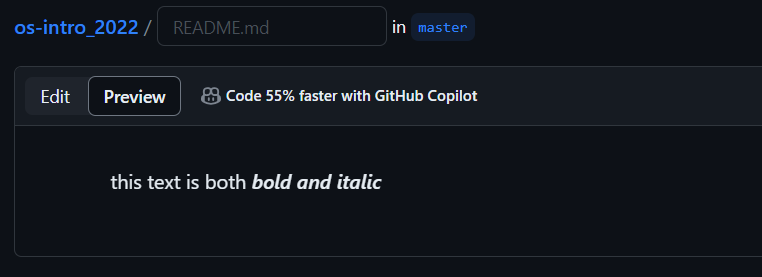 os-intro_2022 / README.md in master
Edit Preview Code 55% faster with GitHub Copilot
this text is both bold and italic